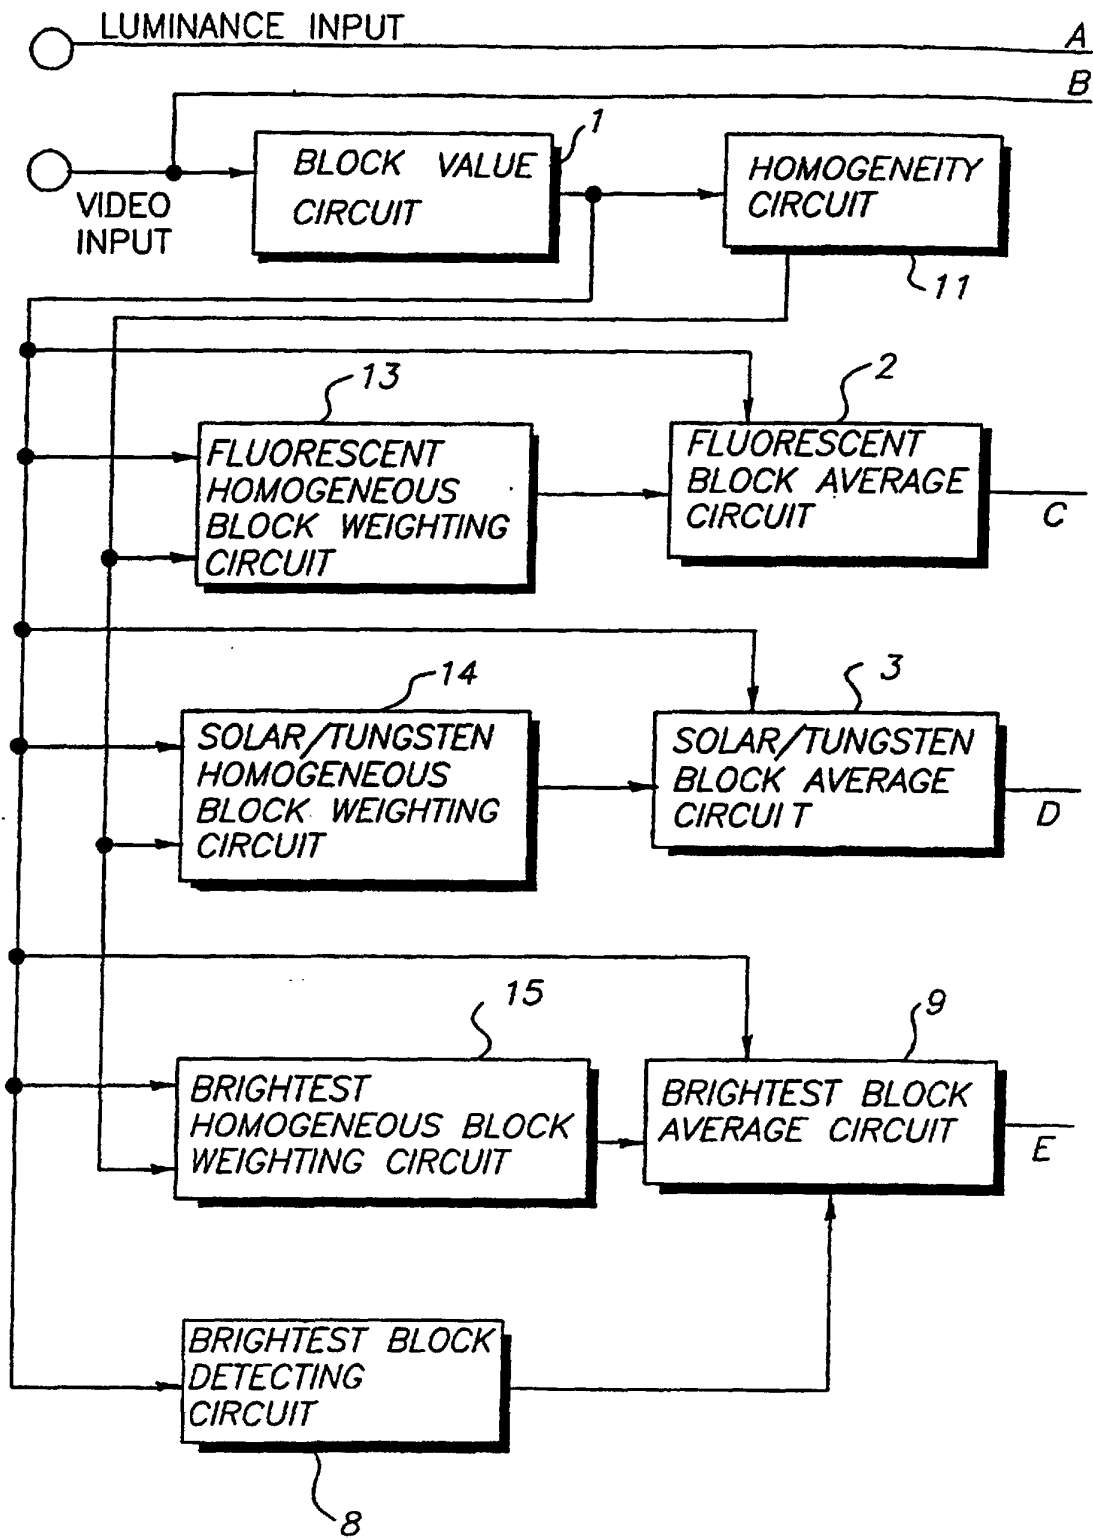 LUMINANCE INPUT
A
B
1
BLOCK VALUE
CIRCUIT
HOMOGENEITY
CIRCUIT
VIDEO
INPUT
11
13
2
FLUORESCENT
HOMOGENEOUS
BLOCK WEIGHTING
CIRCUIT
FLUORESCENT
BLOCK AVERAGE
CIRCUIT
C
14
3
SOLAR/TUNGSTEN
HOMOGENEOUS
BLOCK WEIGHTING
CIRCUIT
SOLAR/TUNGSTEN
BLOCK AVERAGE
CIRCUIT
D
15
9
BRIGHTEST
HOMOGENEOUS BLOCK
WEIGHTING CIRCUIT
BRIGHTEST BLOCK
AVERAGE CIRCUIT
E
BRIGHTEST BLOCK
DETECTING
CIRCUIT
8